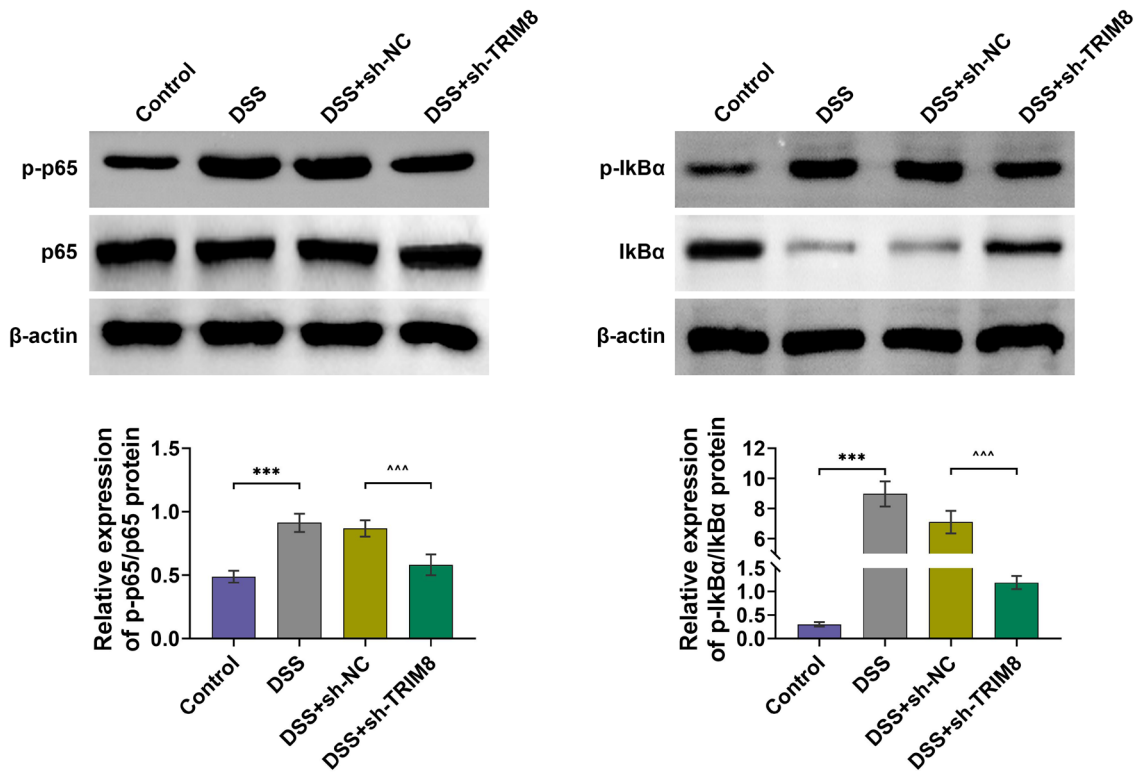 Control DSS DSS+sh-NC DSS+sh-TRIM8
p-p65
p65
β-actin
Control DSS DSS+sh-NC DSS+sh-TRIM8
p-IkBα
IkBα
β-actin
Relative expression
of p-p65/p65 protein
1.5
1.0
0.5
0.0
***
^^^
Control DSS DSS+sh-NC DSS+sh-TRIM8
Relative expression
of p-IkBα/IkBα protein
12
10
8
6
1.5
1.0
0.5
0.0
***
^^^
Control DSS DSS+sh-NC DSS+sh-TRIM8